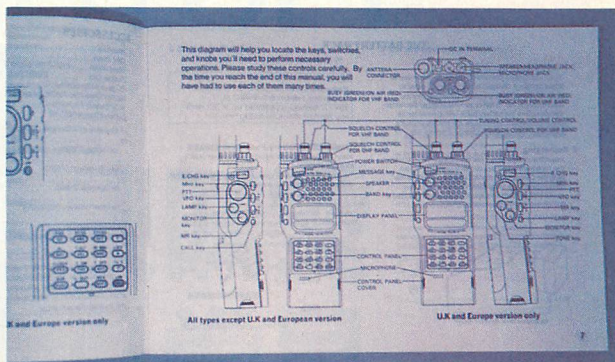 This diagram will help you locate the keys, switches,
and knobs you'll need to perform necessary
operations. Please study these controls carefully. By
the time you reach the end of this manual, you will
have had to use each of them many times.
DC IN TERMINAL
ANTENNA
CONNECTOR
SPEAKER/HEADPHONE JACK
MICROPHONE JACK
BUSY (GREEN)/ON AIR (RED)
INDICATOR FOR VHF BAND
BUSY (GREEN)/ON AIR (RED)
INDICATOR FOR VHF BAND
TUNING CONTROL/VOLUME CONTROL
SQUELCH CONTROL
FOR VHF BAND
SQUELCH CONTROL FOR UHF BAND
SQUELCH CONTROL
FOR UHF BAND
POWER SWITCH
Message key
SPEAKER
BAND key
DISPLAY PANEL
CONTROL PANEL
MICROPHONE
CONTROL PANEL
COVER
E.CHG key
MHz key
PTT
VFO key
LAMP key
MONITOR
key
MR key
CALL key
E.CHG key
MHz key
PTT
VFO key
MR key
LAMP key
MONITOR key
TONE key
K and Europe version only
All types except U.K and European version
U.K and Europe version only
7